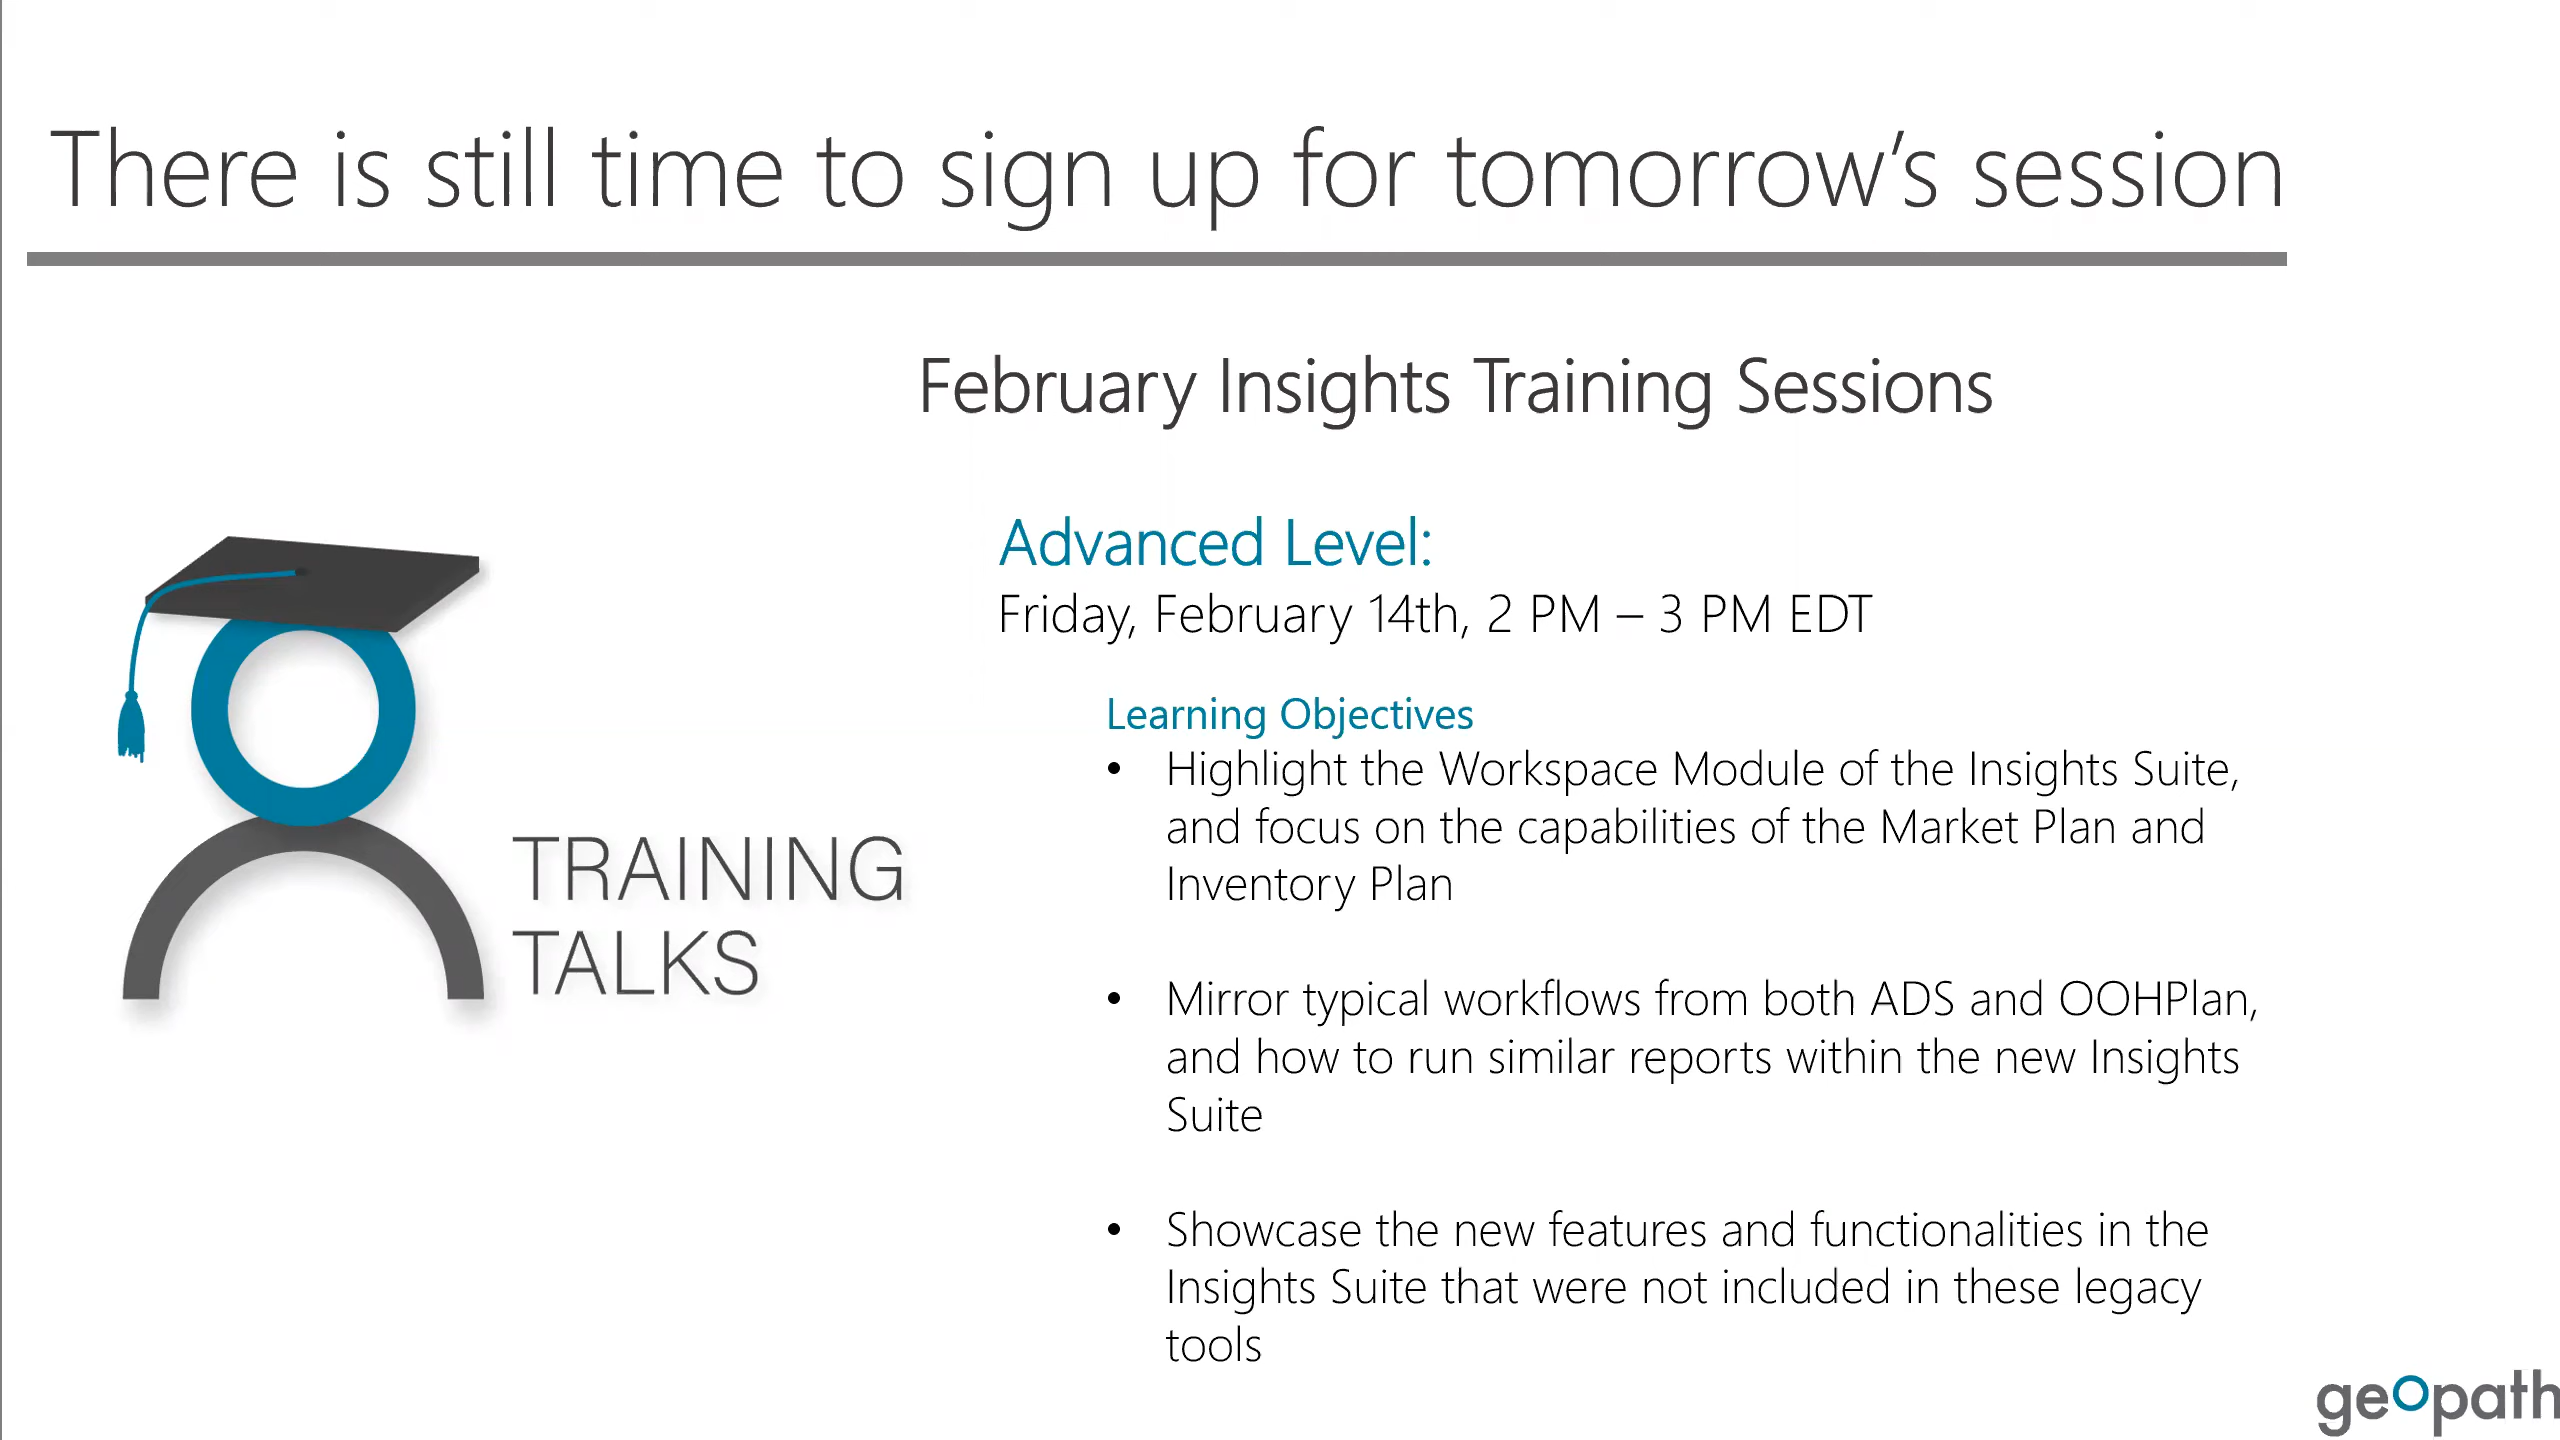 There is still time to sign up for tomorrow’s session
February Insights Training Sessions
Advanced Level:
Friday, February 14th, 2 PM – 3 PM EDT
Learning Objectives
• Highlight the Workspace Module of the Insights Suite,
and focus on the capabilities of the Market Plan and
Inventory Plan
• Mirror typical workflows from both ADS and OOHPlan,
and how to run similar reports within the new Insights
Suite
• Showcase the new features and functionalities in the
Insights Suite that were not included in these legacy
tools
TRAINING
TALKS
geopath